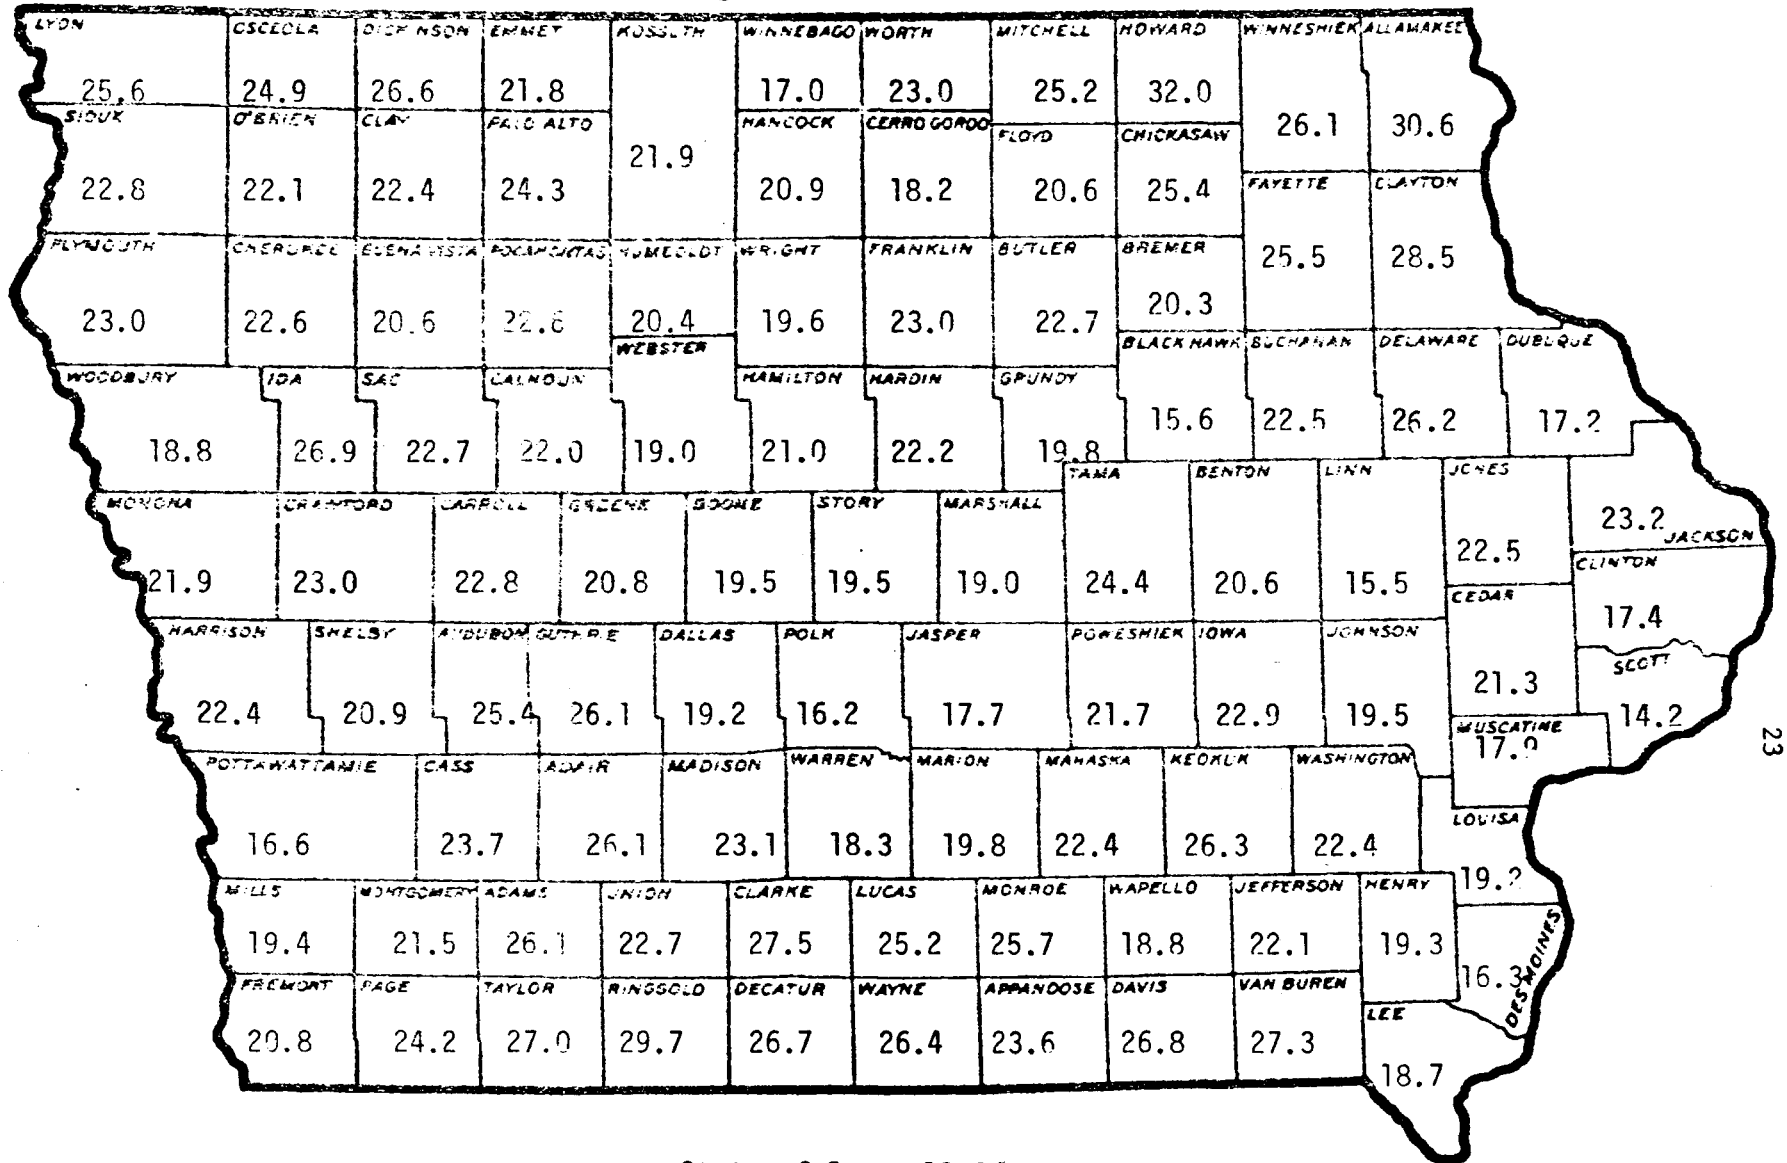 LYON OSCEOLA DICKINSON EMMET KOSSUTH WINNEBAGO WORTH MITCHELL HOWARD WINNESHIEK ALLAMAKEE
25.6 24.9 26.6 21.8 17.0 23.0 25.2 32.0
SIOUX O'BRIEN CLAY PALO ALTO HANCOCK CERRO GORDO FLOYD CHICKASAW
21.9 26.1 30.6
22.8 22.1 22.4 24.3 20.9 18.2 20.6 25.4
FAYETTE CLAYTON
PLYMOUTH CHEROKEE BUENA VISTA POCAHONTAS HUMBOLDT WRIGHT FRANKLIN BUTLER BREMER
25.5 28.5
23.0 22.6 20.6 22.6 20.4 19.6 23.0 22.7 20.3
WEBSTER BLACK HAWK BUCHANAN DELAWARE DUBUQUE
WOODBURY IDA SAC CALHOUN HAMILTON HARDIN GRUNDY
15.6 22.5 26.2 17.2
18.8 26.9 22.7 22.0 19.0 21.0 22.2 19.8
TAMA BENTON LINN JONES
MONONA CRAWFORD CARROLL GREENE BOONE STORY MARSHALL
23.2 JACKSON
22.5
CLINTON
21.9 23.0 22.8 20.8 19.5 19.5 19.0 24.4 20.6 15.5
CEDAR
17.4
HARRISON SHELBY AUDUBON GUTHRIE DALLAS POLK JASPER POWESHIEK IOWA JOHNSON
SCOTT
21.3
22.4 20.9 25.4 26.1 19.2 16.2 17.7 21.7 22.9 19.5 14.2
MUSCATINE
23
POTTAWATTAMIE CASS ADAIR MADISON WARREN MARION MAHASKA KEOKUK WASHINGTON
LOUISA
16.6 23.7 26.1 23.1 18.3 19.8 22.4 26.3 22.4
19.2
MILLS MONTGOMERY ADAMS UNION CLARKE LUCAS MONROE WAPELLO JEFFERSON HENRY
19.4 21.5 26.1 22.7 27.5 25.2 25.7 18.8 22.1 19.3
16.3 DES MOINES
FREMONT PAGE TAYLOR RINGGOLD DECATUR WAYNE APPANOOSE DAVIS VAN BUREN
LEE
20.8 24.2 27.0 29.7 26.7 26.4 23.6 26.8 27.3
18.7